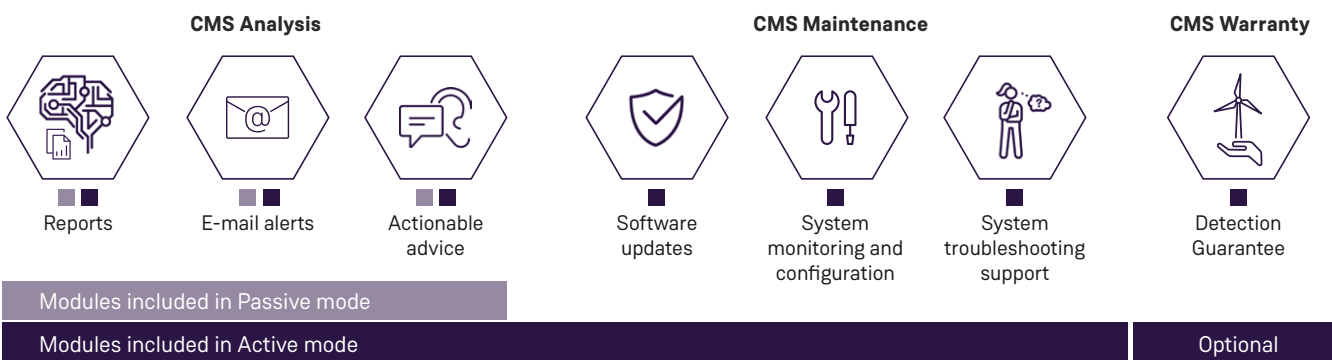 CMS Analysis
CMS Maintenance
CMS Warranty
@
?
Reports
E-mail alerts
Actionable
advice
Software
updates
System
monitoring and
configuration
System
troubleshooting
support
Detection
Guarantee
Modules included in Passive mode
Modules included in Active mode
Optional